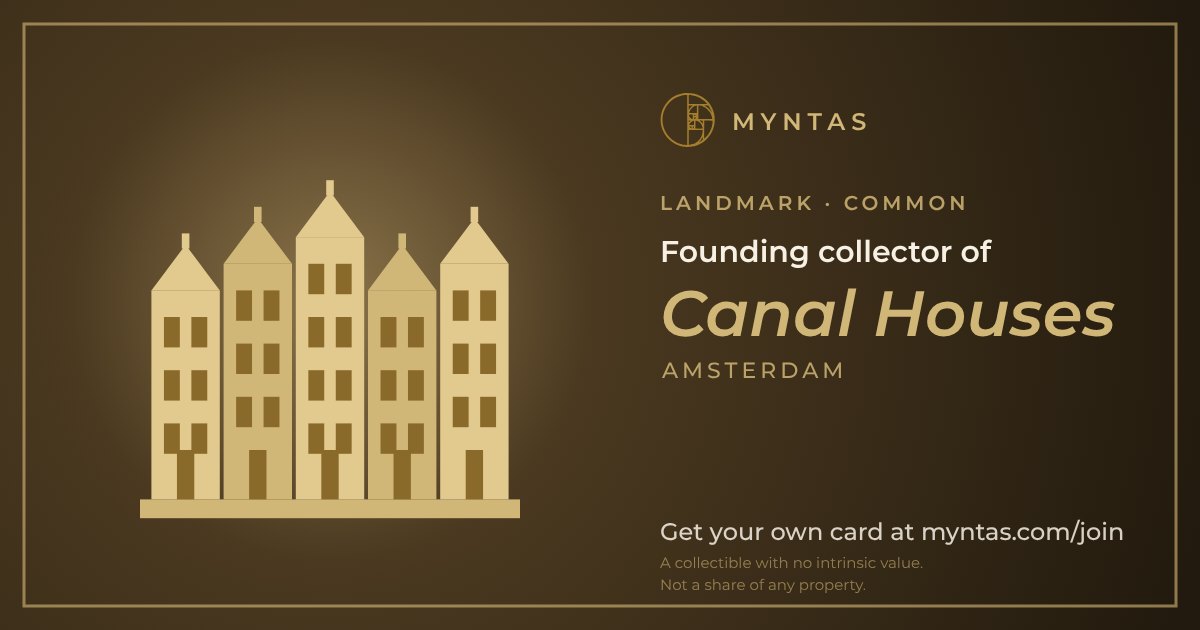 MYNTAS
LANDMARK · COMMON
Founding collector of
Canal Houses
AMSTERDAM
Get your own card at myntas.com/join
A collectible with no intrinsic value.
Not a share of any property.